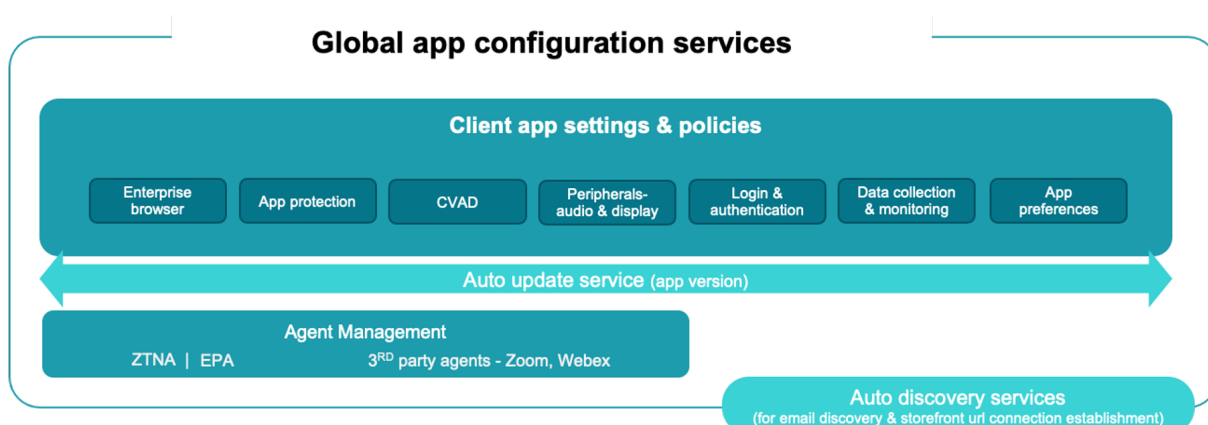 Global app configuration services
Client app settings & policies
Enterprise
browser
App protection
CVAD
Peripherals-
audio & display
Login &
authentication
Data collection
& monitoring
App
preferences
Auto update service (app version)
Agent Management
ZTNA | EPA
3RD party agents - Zoom, Webex
Auto discovery services
(for email discovery & storefront url connection establishment)